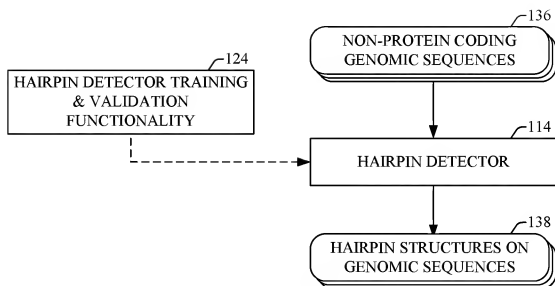 136
NON-PROTEIN CODING
GENOMIC SEQUENCES
124
HAIRPIN DETECTOR TRAINING
& VALIDATION
FUNCTIONALITY
114
HAIRPIN DETECTOR
138
HAIRPIN STRUCTURES ON
GENOMIC SEQUENCES